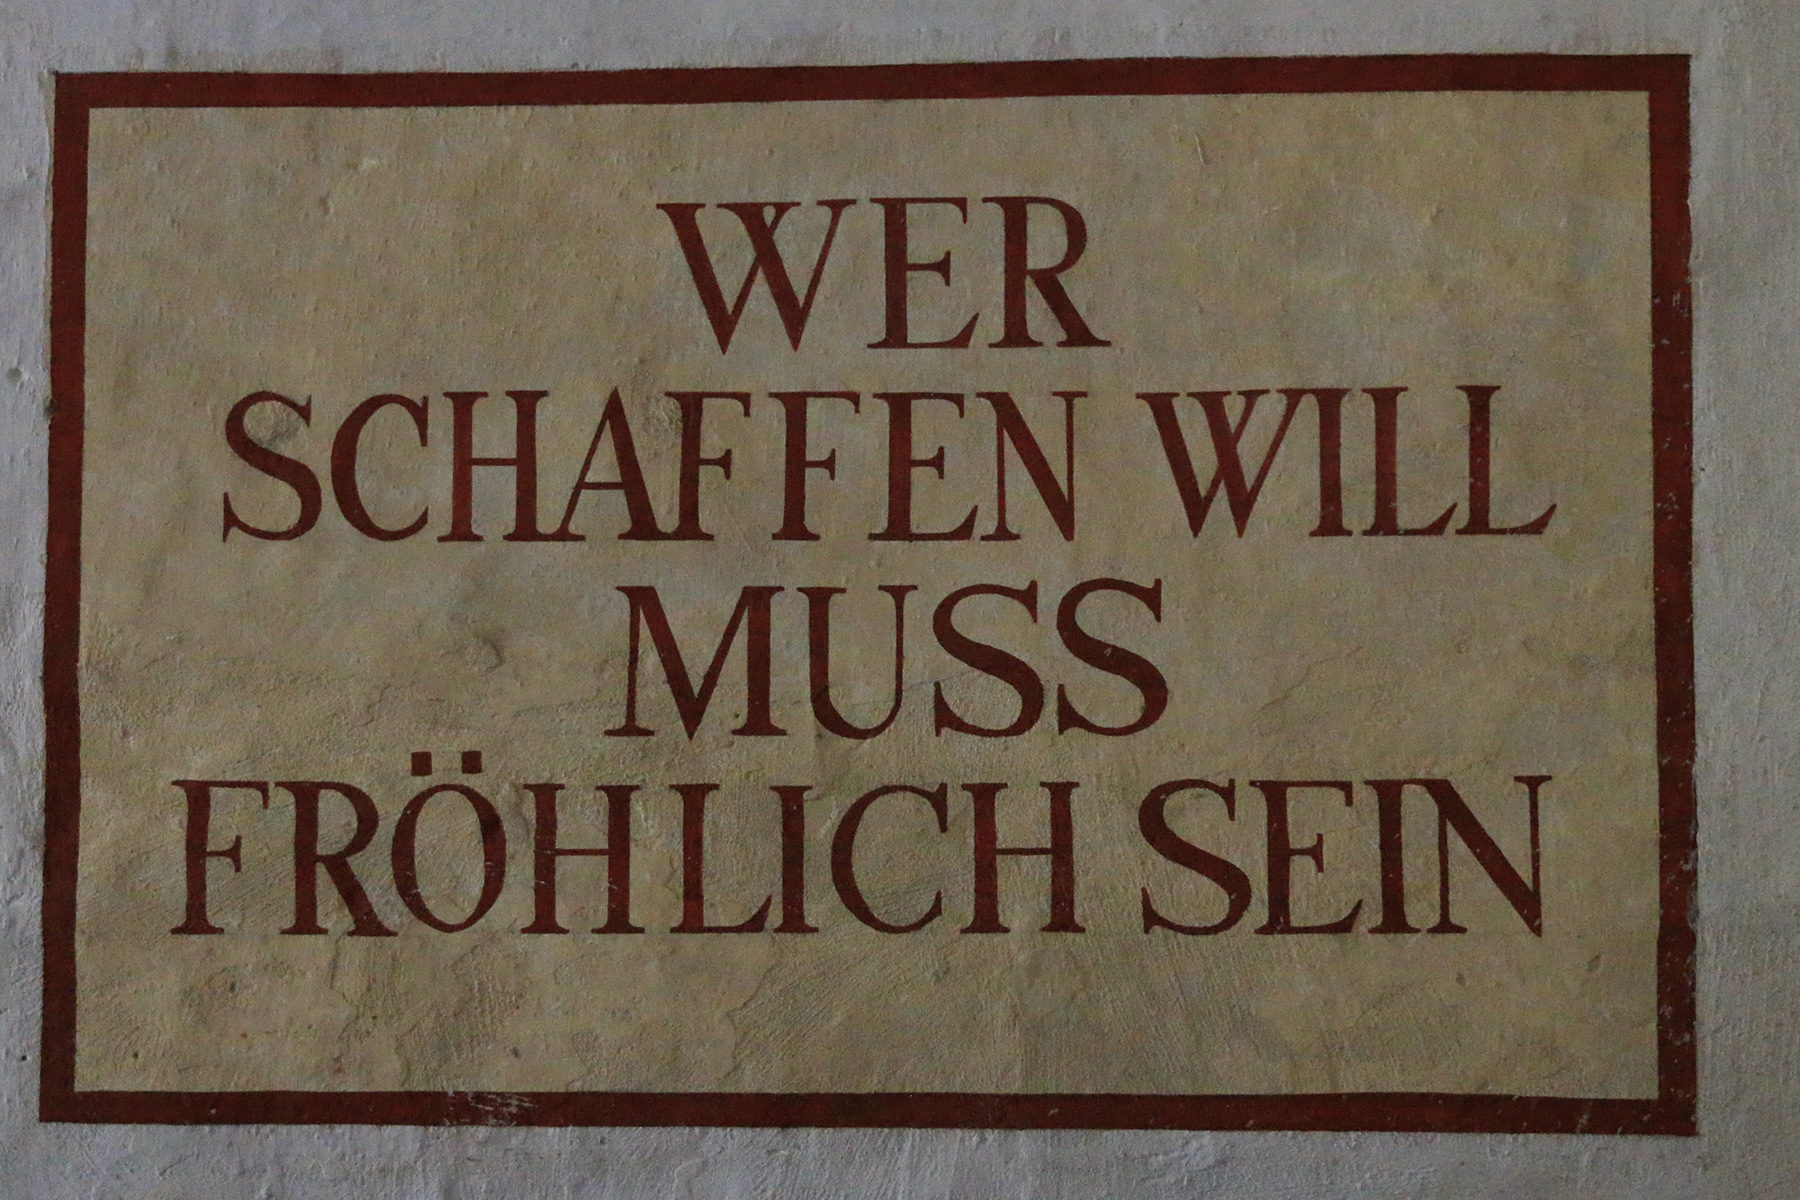 WER
SCHAFFEN WILL
MUSS
FRÖHLICH SEIN